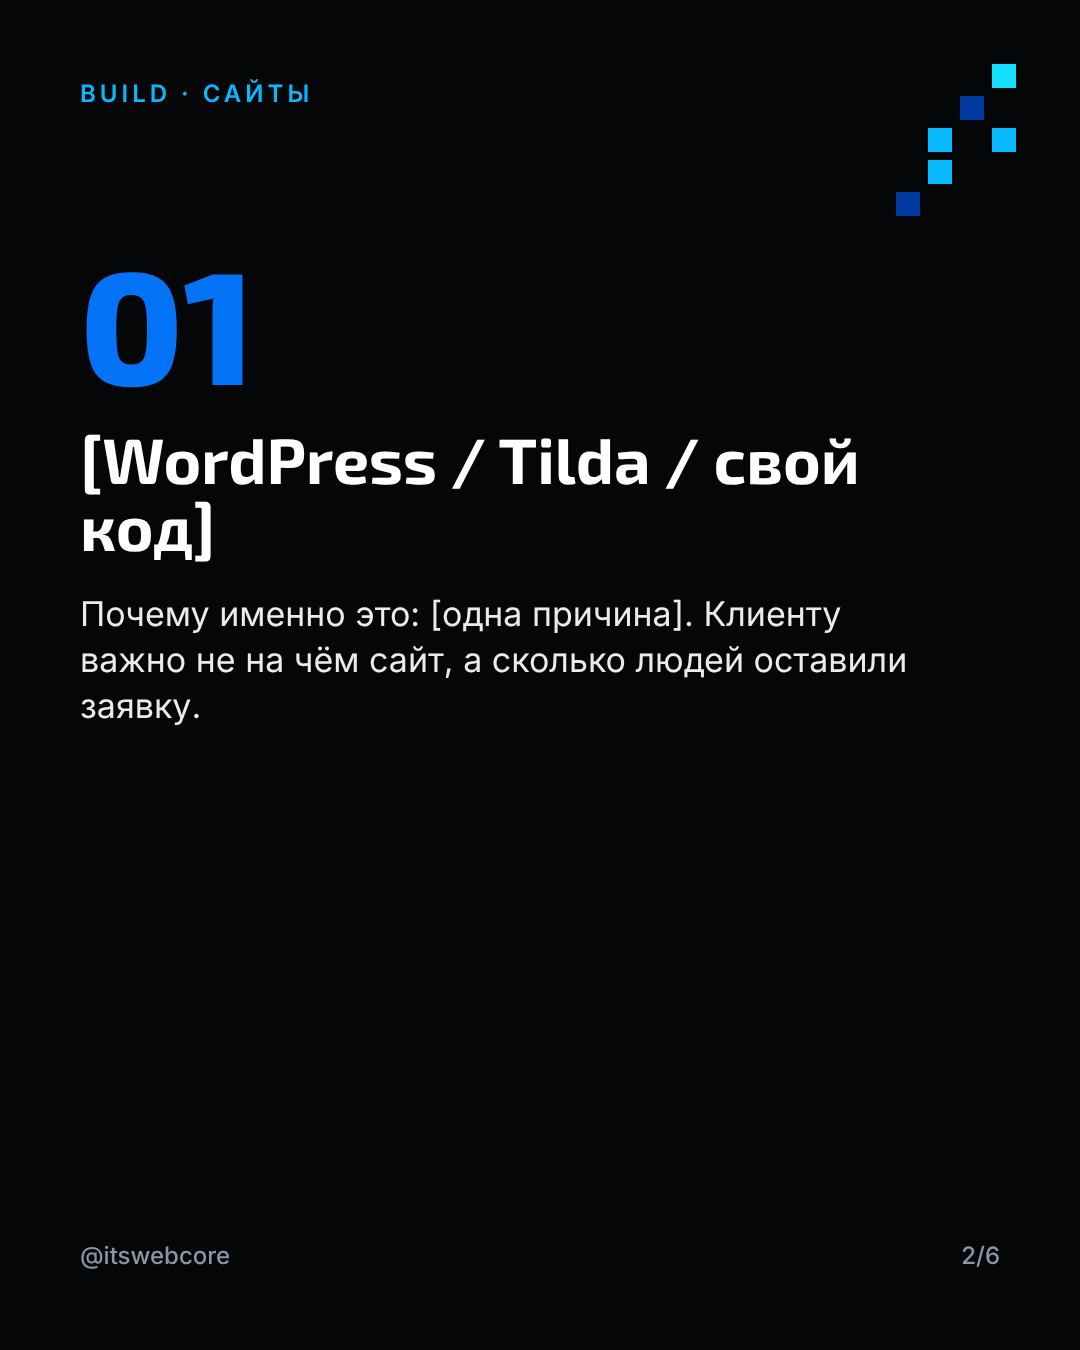 BUILD · САЙТЫ
01
[WordPress / Tilda / свой
код]
Почему именно это: [одна причина]. Клиенту
важно не на чём сайт, а сколько людей оставили
заявку.
@itswebcore
2/6